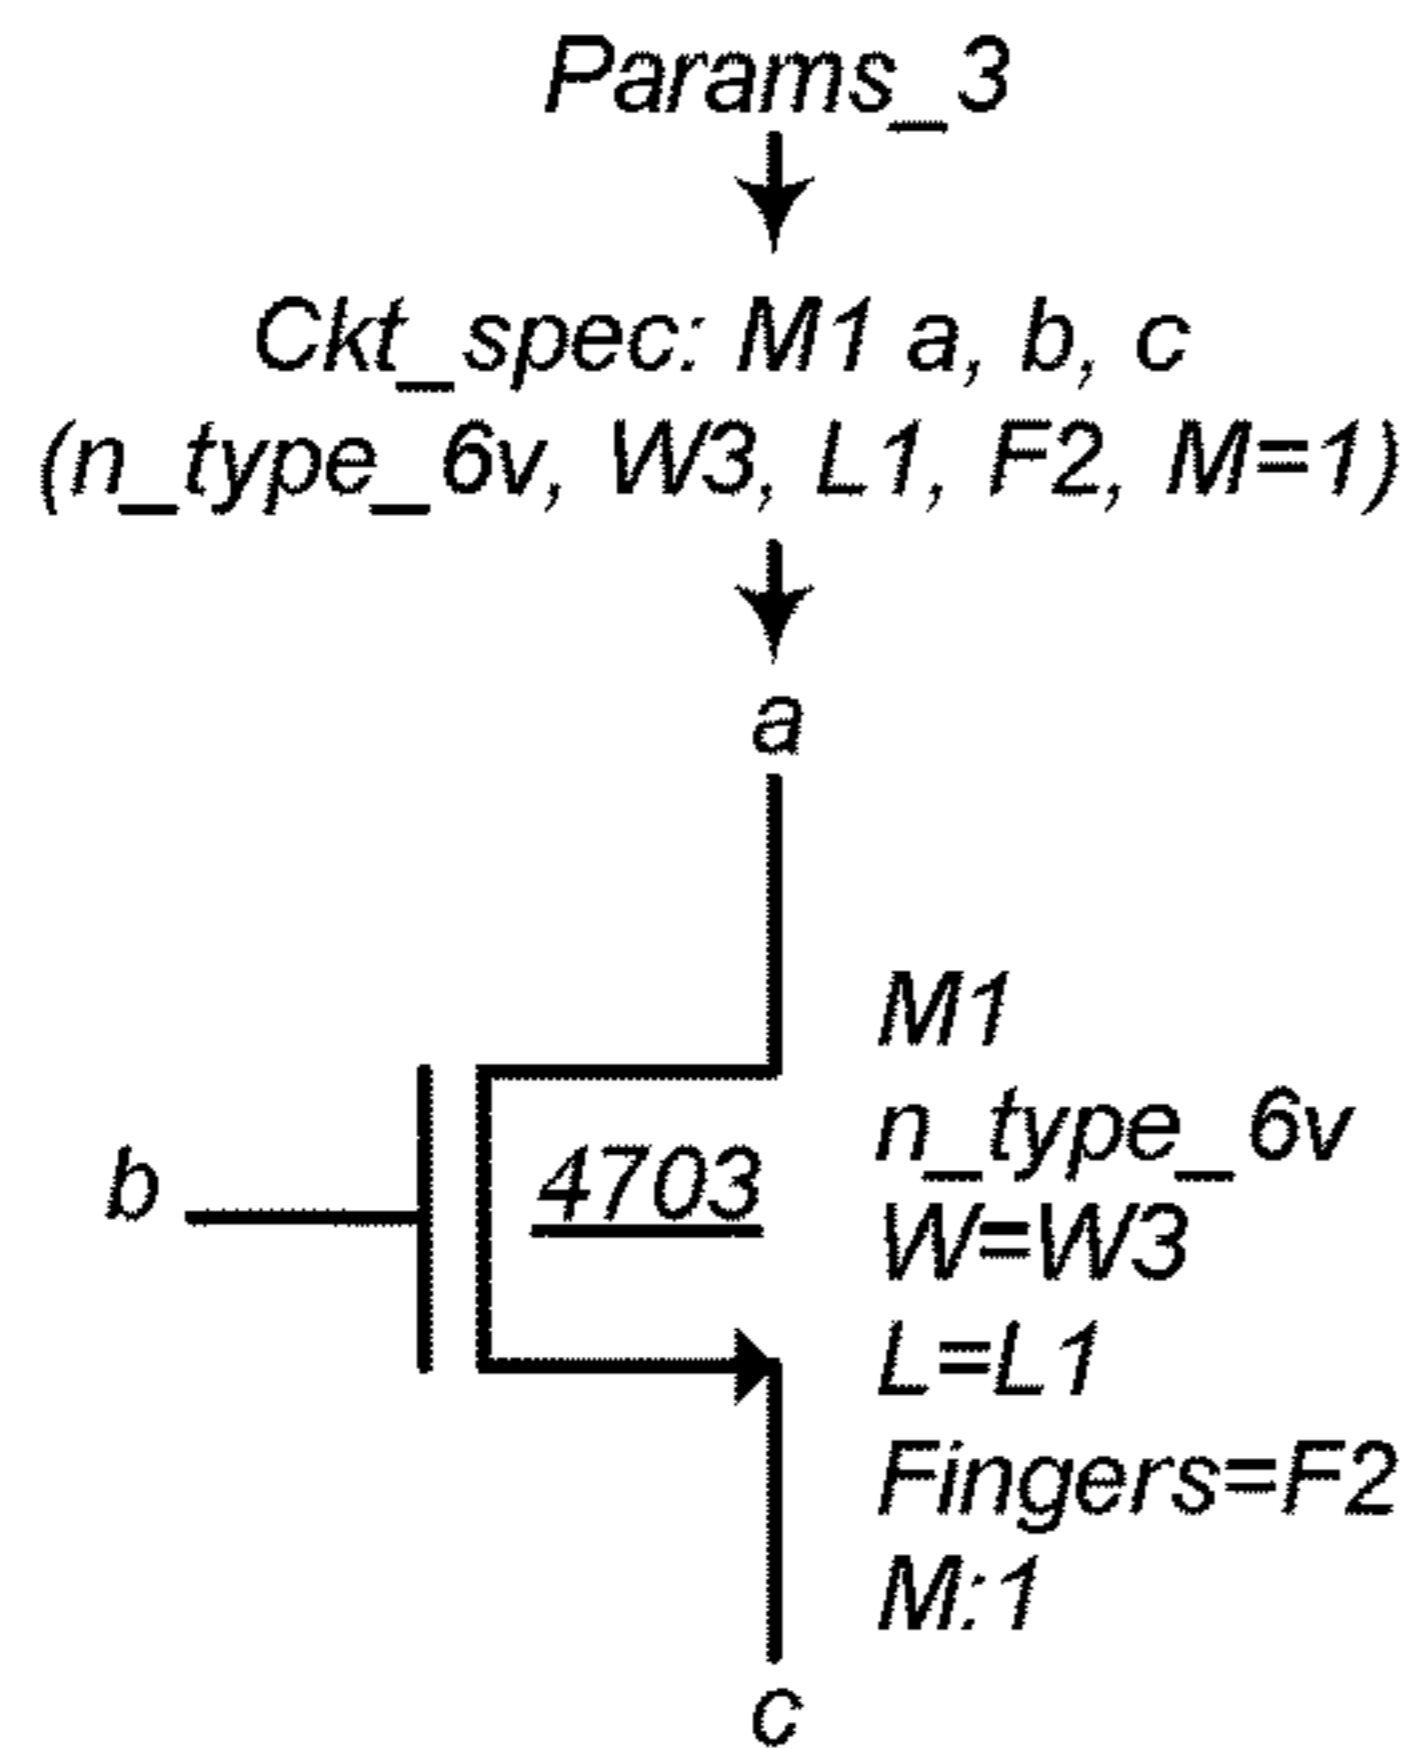 Params_3
Ckt_spec: M1 a, b, c
(n_type_6v, W3, L1, F2, M=1)
a
M1
n_type_6v
b
4703
W=W3
L=L1
Fingers=F2
M:1
c